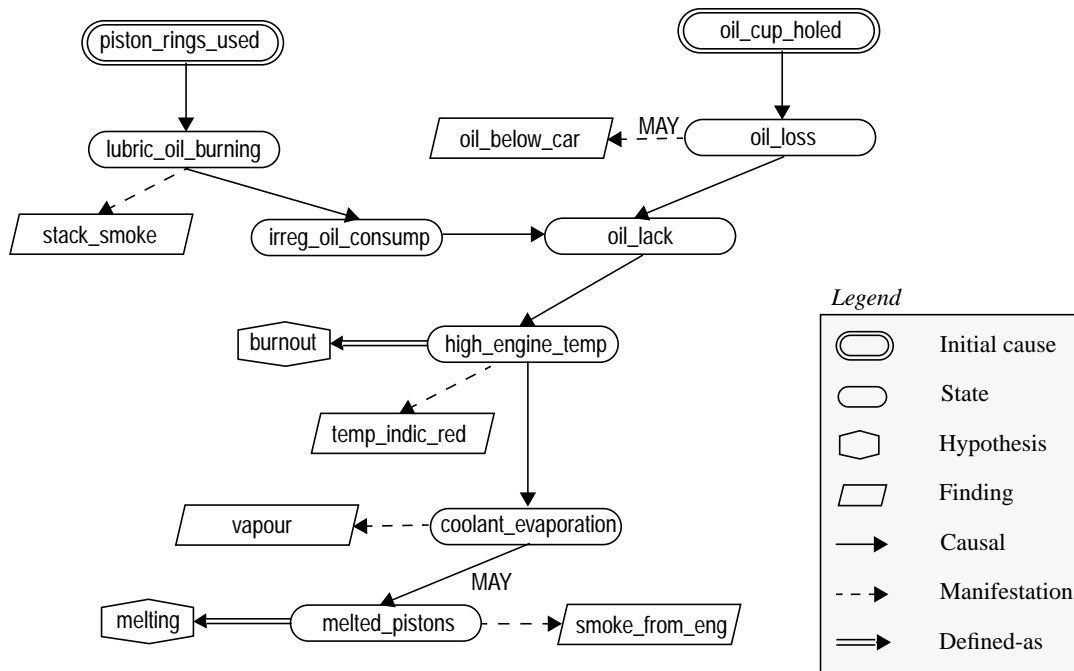 piston_rings_used
oil_cup_holed
MAY
oil_below_car
oil_loss
lubric_oil_burning
stack_smoke
irreg_oil_consump
oil_lack
Legend
burnout
high_engine_temp
Initial cause
State
temp_indic_red
Hypothesis
Finding
vapour
coolant_evaporation
Causal
MAY
Manifestation
melting
melted_pistons
smoke_from_eng
Defined-as